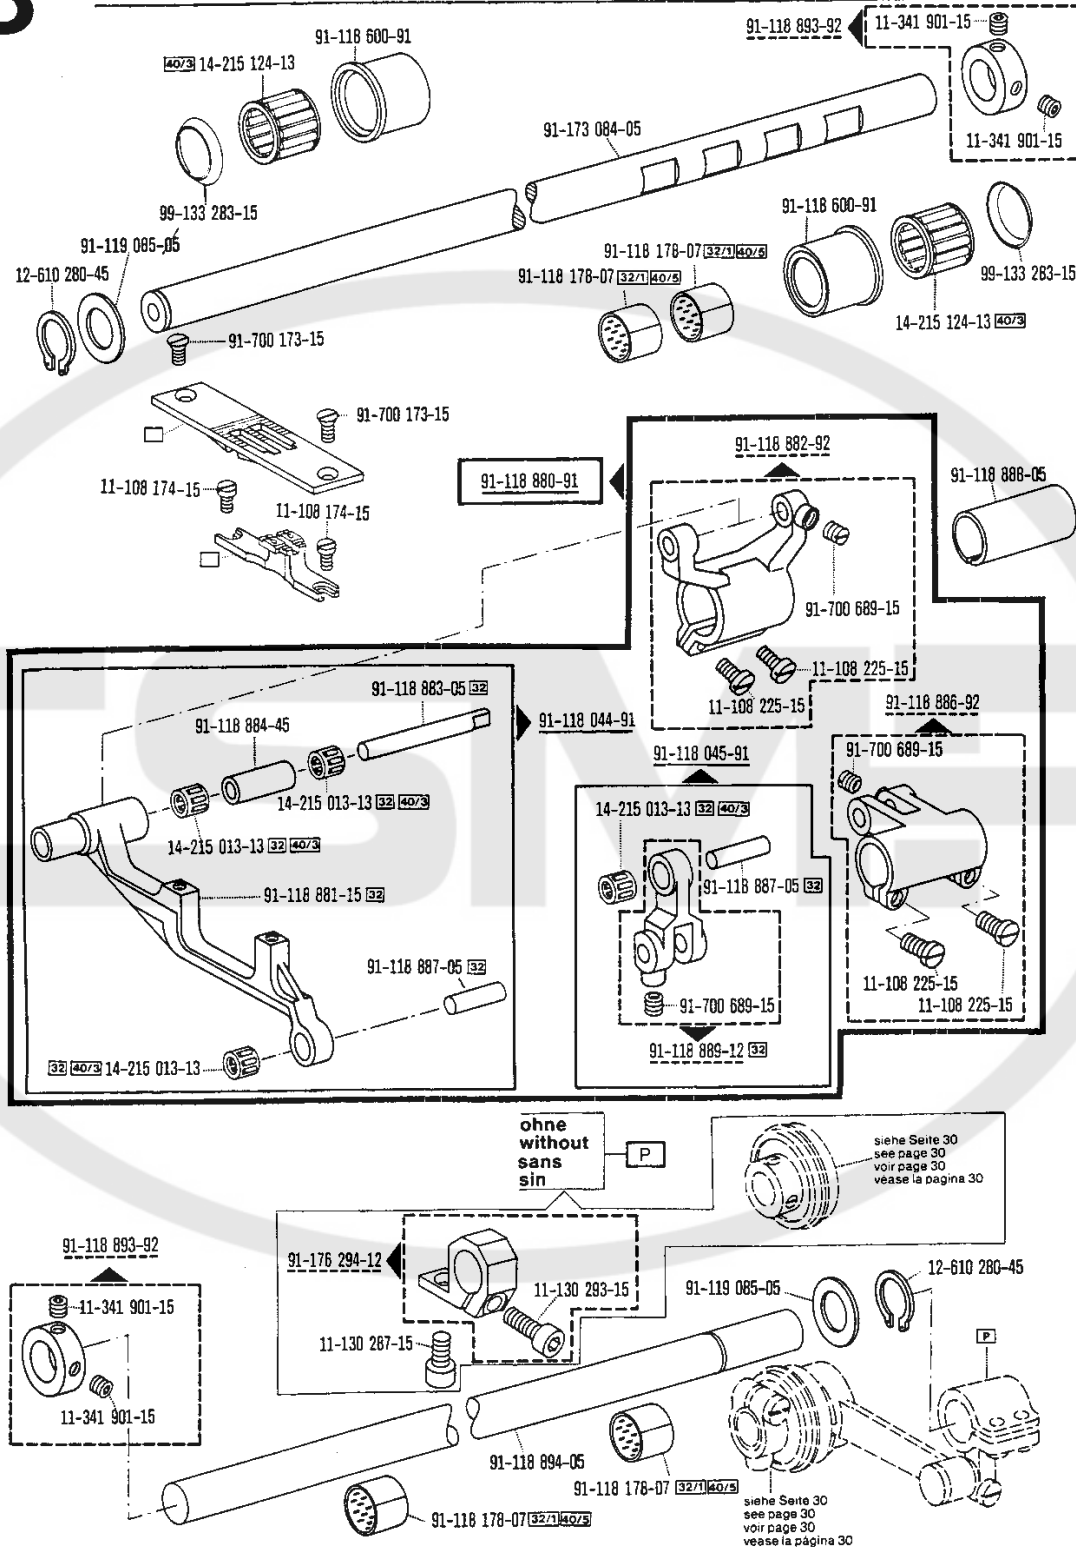 91-118 600-91
40/3 14-215 124-13
91-118 893-92
11-341 901-15
91-173 084-05
11-341 901-15
99-133 283-15
91-118 600-91
91-119 085-05
91-118 178-07 32/1 40/5
12-610 280-45
91-118 178-07 32/1 40/5
99-133 283-15
14-215 124-13 40/3
91-700 173-15
91-700 173-15
91-118 882-92
91-118 880-91
91-118 888-05
11-108 174-15
11-108 174-15
91-700 689-15
11-108 225-15
91-118 883-05 32
11-108 225-15
91-118 886-92
91-118 884-45
91-118 044-91
91-118 045-91
91-700 689-15
14-215 013-13 32 40/3
14-215 013-13 32 40/3
14-215 013-13 32 40/3
91-118 887-05 32
91-118 881-15 32
91-118 887-05 32
11-108 225-15
11-108 225-15
91-700 689-15
91-118 889-12 32
32 40/3 14-215 013-13
ohne
without
sans
sin
P
siehe Seite 30
see page 30
voir page 30
véase la pagina 30
91-118 893-92
91-176 294-12
12-610 280-45
91-119 085-05
11-130 293-15
11-341 901-15
11-130 287-15
P
11-341 901-15
91-118 894-05
91-118 178-07 32/1 40/5
91-118 178-07 32/1 40/5
siehe Seite 30
see page 30
voir page 30
vease la página 30